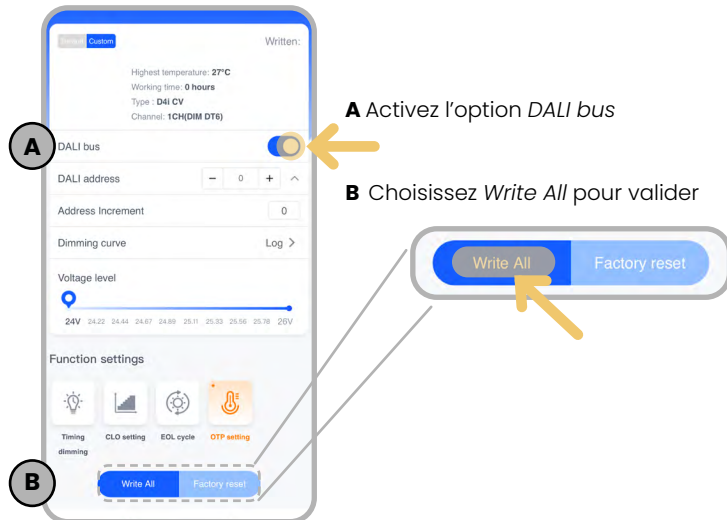 Default Custom
Written:
Highest temperature: 27°C
Working time: 0 hours
Type : D4i CV
Channel: 1CH(DIM DT6)
A
DALI bus
DALI address
- 0 +
Address Increment
0
Dimming curve
Log >
Voltage level
24V 24.22 24.44 24.67 24.89 25.11 25.33 25.56 25.78 26V
Function settings
Timing dimming
CLO setting
EOL cycle
OTP setting
B
Write All
Factory reset
A Activez l’option DALI bus
B Choisissez Write All pour valider
Write All
Factory reset